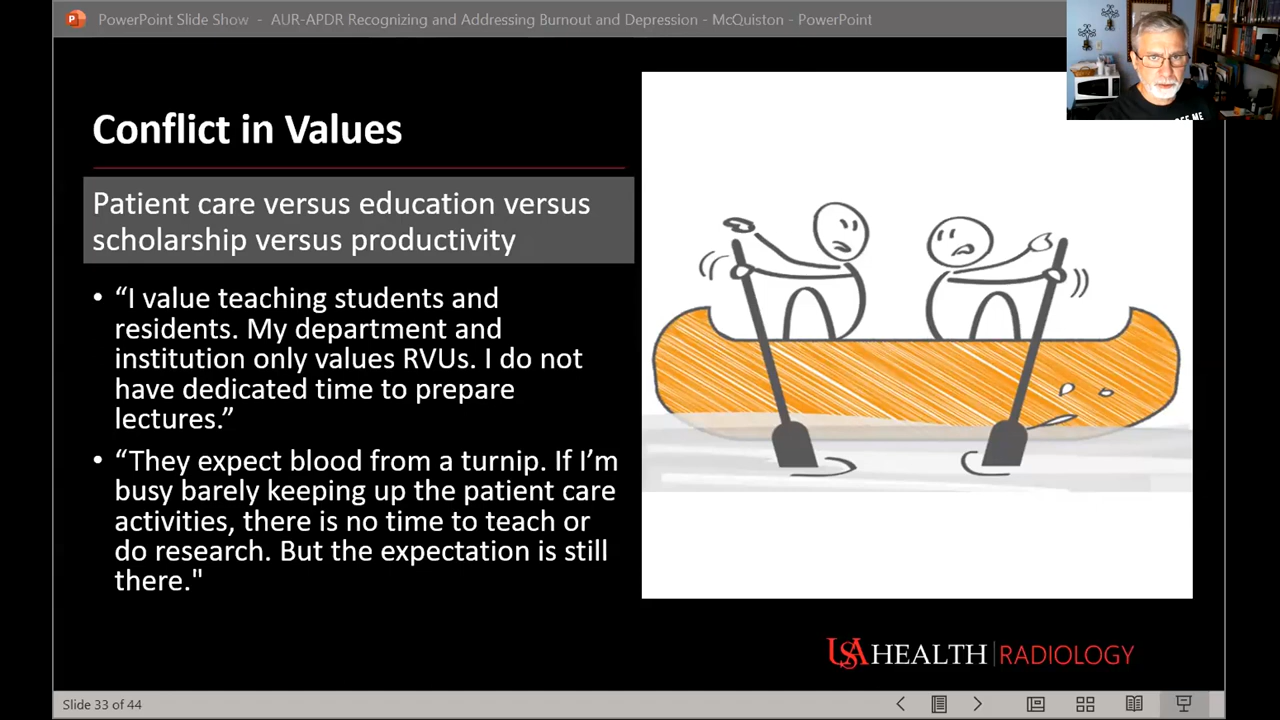 PowerPoint Slide Show - AUR-APDR Recognizing and Addressing Burnout and Depression - McQuiston - PowerPoint
Conflict in Values
Patient care versus education versus
scholarship versus productivity
• “I value teaching students and
residents. My department and
institution only values RVUs. I do not
have dedicated time to prepare
lectures.”
• “They expect blood from a turnip. If I’m
busy barely keeping up the patient care
activities, there is no time to teach or
do research. But the expectation is still
there."
USA HEALTH | RADIOLOGY
Slide 33 of 44